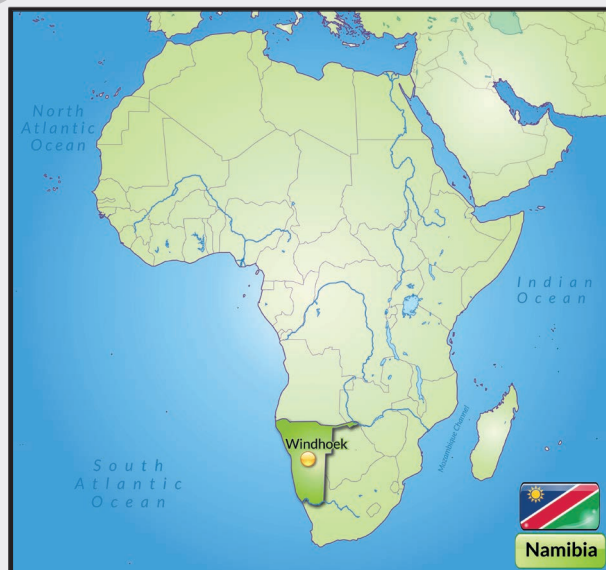 North
Atlantic
Ocean
Indian
Ocean
Windhoek
Mozambique Channel
South
Atlantic
Ocean
Namibia